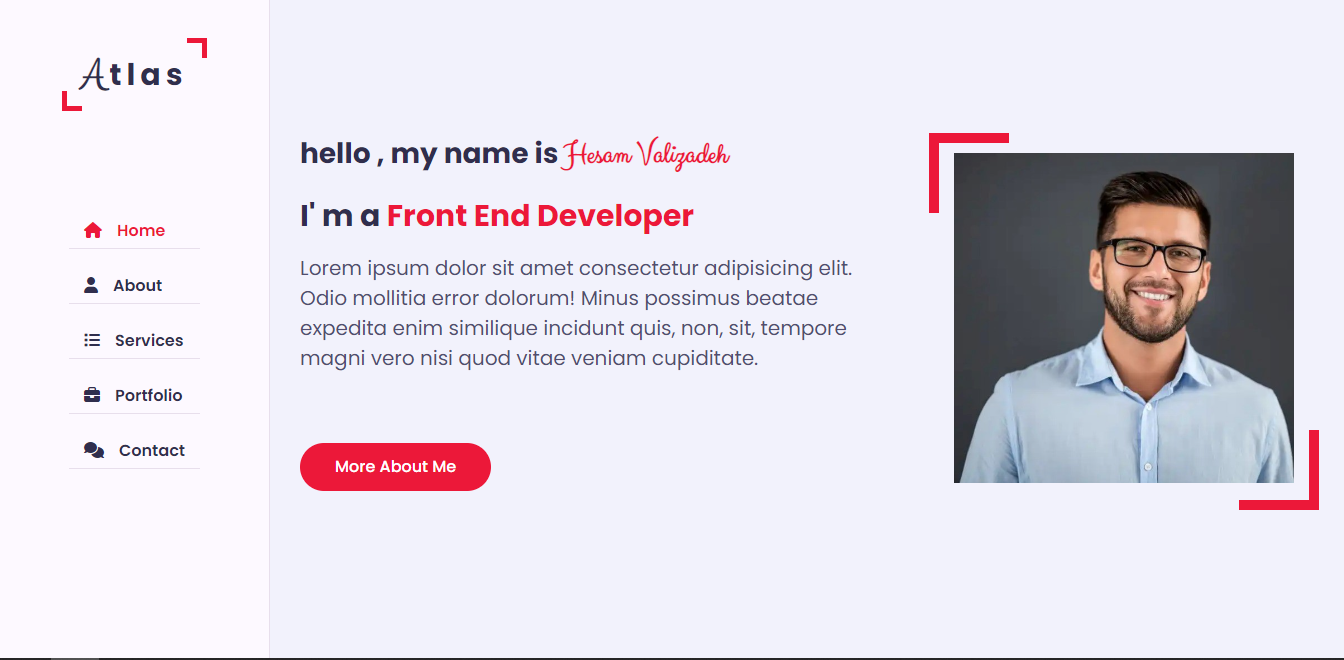 Atlas
Home
About
Services
Portfolio
Contact
hello , my name is Hesam Valizadeh
I' m a Front End Developer
Lorem ipsum dolor sit amet consectetur adipisicing elit.
Odio mollitia error dolorum! Minus possimus beatae
expedita enim similique incidunt quis, non, sit, tempore
magni vero nisi quod vitae veniam cupiditate.
More About Me